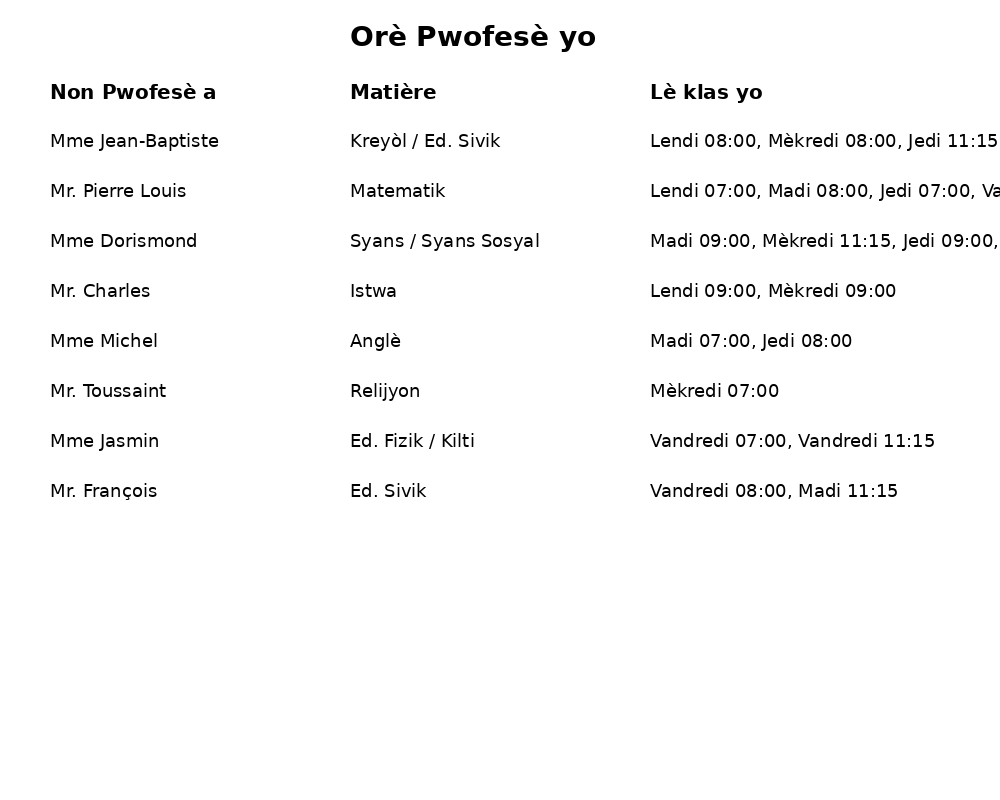 Orè Pwofesè yo
Non Pwofesè a Matière Lè klas yo
Mme Jean-Baptiste Kreyòl / Ed. Sivik Lendi 08:00, Mèkredi 08:00, Jedi 11:15
Mr. Pierre Louis Matematik Lendi 07:00, Madi 08:00, Jedi 07:00,
Mme Dorismond Syans / Syans Sosyal Madi 09:00, Mèkredi 11:15, Jedi 09:00,
Mr. Charles Istwa Lendi 09:00, Mèkredi 09:00
Mme Michel Anglè Madi 07:00, Jedi 08:00
Mr. Toussaint Relijyon Mèkredi 07:00
Mme Jasmin Ed. Fizik / Kilti Vandredi 07:00, Vandredi 11:15
Mr. François Ed. Sivik Vandredi 08:00, Madi 11:15